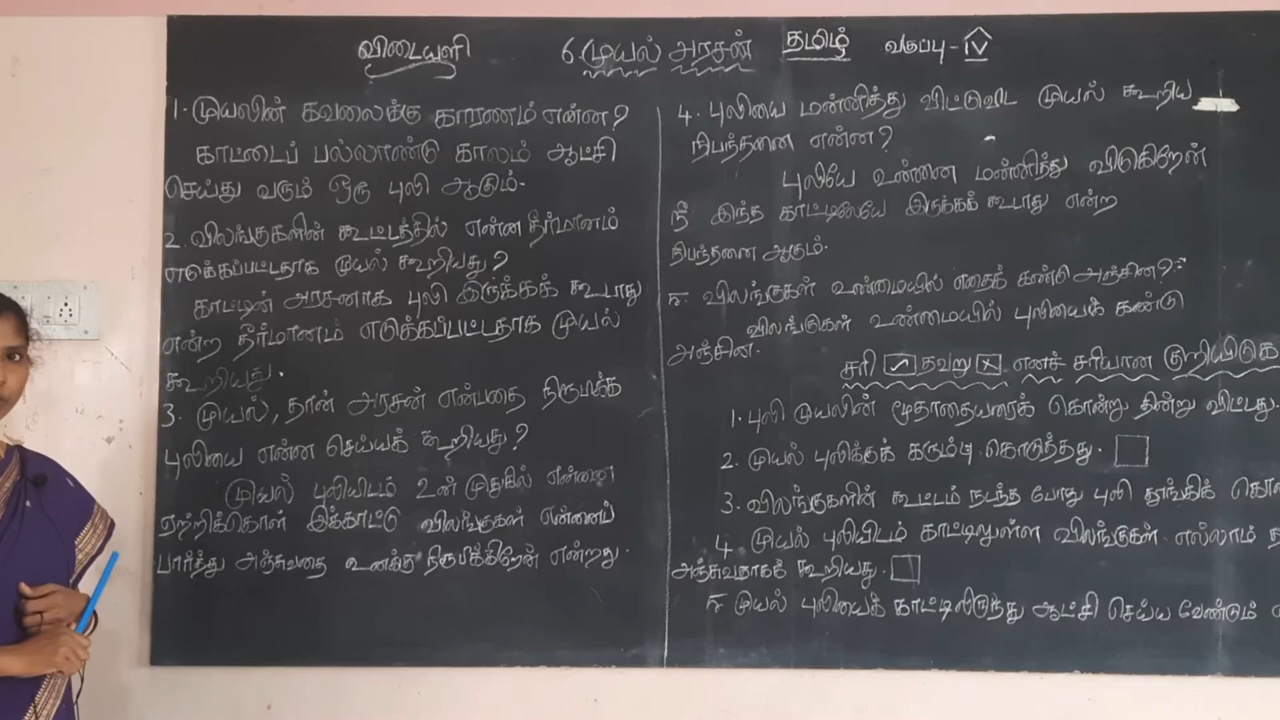 விடையளி 6 முயல் அரசன் தமிழ் வகுப்பு - IV
1. முயலின் கவலைக்கு காரணம் என்ன?
காட்டைப் பல்லாண்டு காலம் ஆட்சி
செய்து வரும் ஒரு புலி ஆகும்.
2. விலங்குகளின் கூட்டத்தில் என்ன தீர்மானம்
எடுக்கப்பட்டதாக முயல் கூறியது?
காட்டின் அரசனாக புலி இருக்கக் கூடாது
என்ற தீர்மானம் எடுக்கப்பட்டதாக முயல்
கூறியது.
3. முயல், தான் அரசன் என்பதை நிருபிக்க
புலியை என்ன செய்யக் கூறியது?
முயல் புலியிடம் உன் முதுகில் என்னை
ஏற்றிக்கொள் இக்காட்டு விலங்குகள் என்னைப்
பார்த்து அஞ்சுவதை உனக்கு நிருபிக்கிறேன் என்றது.
4. புலியை மன்னித்து விட்டுவிட முயல் கூறிய
நிபந்தனை என்ன?
புலியே உன்னை மன்னித்து விடுகிறேன்
நீ இந்த காட்டிலேயே இருக்கக் கூடாது என்ற
நிபந்தனை ஆகும்.
5. விலங்குகள் உண்மையில் எதைக் கண்டு அஞ்சின?
விலங்குகள் உண்மையில் புலியைக் கண்டு
அஞ்சின.
சரி ✓ தவறு × எனச் சரியான குறியிடுக
1. புலி முயலின் மூதாதையரைக் கொன்று தின்று விட்டது.
2. முயல் புலிக்குக் கரும்பு கொடுத்தது.
3. விலங்குகளின் கூட்டம் நடந்த போது புலி தூங்கிக்
4. முயல் புலியிடம் காட்டிலுள்ள விலங்குகள் எல்லாம்
அஞ்சுவதாகக் கூறியது.
5 முயல் புலியைக் காட்டிலிருந்து ஆட்சி செய்ய வேண்டும்